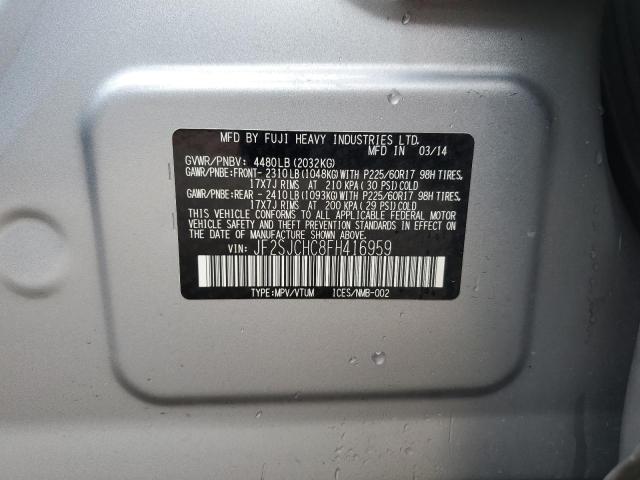 MFD BY FUJI HEAVY INDUSTRIES LTD.
MFD IN 03/14
GVWR/PNBV: 4480LB (2032KG)
GAWR/PNBE:FRONT- 2310LB (1048KG) WITH P225/60R17 98H TIRES,
17X7J RIMS AT 210 KPA (30 PSI) COLD
GAWR/PNBE:REAR - 2410LB (1093KG) WITH P225/60R17 98H TIRES,
17X7J RIMS AT 200 KPA (29 PSI) COLD
THIS VEHICLE CONFORMS TO ALL APPLICABLE FEDERAL MOTOR
VEHICLE SAFETY, BUMPER, AND THEFT PREVENTION STANDARDS IN EFFECT
ON THE DATE OF MANUFACTURE SHOWN ABOVE.
VIN: JF2SJCHC8FH416959
TYPE:MPV/VTUM 1CES/NMB-002